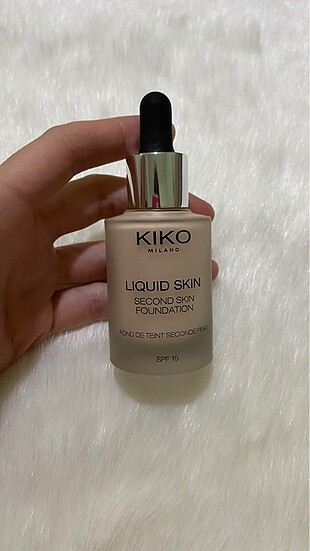 KIKO
MILANO
LIQUID SKIN
SECOND SKIN
FOUNDATION
FOND DE TEINT SECONDE PEAU
SPF 15